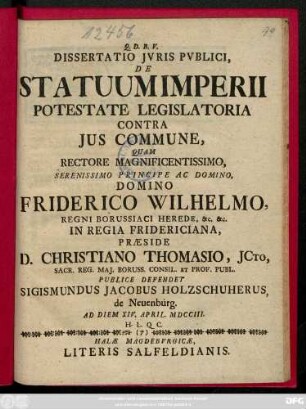 12456
Q. D. B. V.
DISSERTATIO JVRIS PVBLICI,
DE
STATUUM IMPERII
POTESTATE LEGISLATORIA
CONTRA
JUS COMMUNE,
QUAM
RECTORE MAGNIFICENTISSIMO,
SERENISSIMO PRINCIPE AC DOMINO,
DOMINO
FRIDERICO WILHELMO,
REGNI BORUSSIACI HEREDE, &c. &c.
IN REGIA FRIDERICIANA,
PRÆSIDE
D. CHRISTIANO THOMASIO, JCto,
SACR. REG. MAJ. BORUSS. CONSIL. ET PROF. PUBL.
PUBLICE DEFENDET
SIGISMUNDUS JACOBUS HOLZSCHUHERUS,
de Neuenbürg.
AD DIEM XIV. APRIL. MDCCIII.
H. L. Q. C.
HALÆ MAGDEBVRGICÆ,
LITERIS SALFELDIANIS.